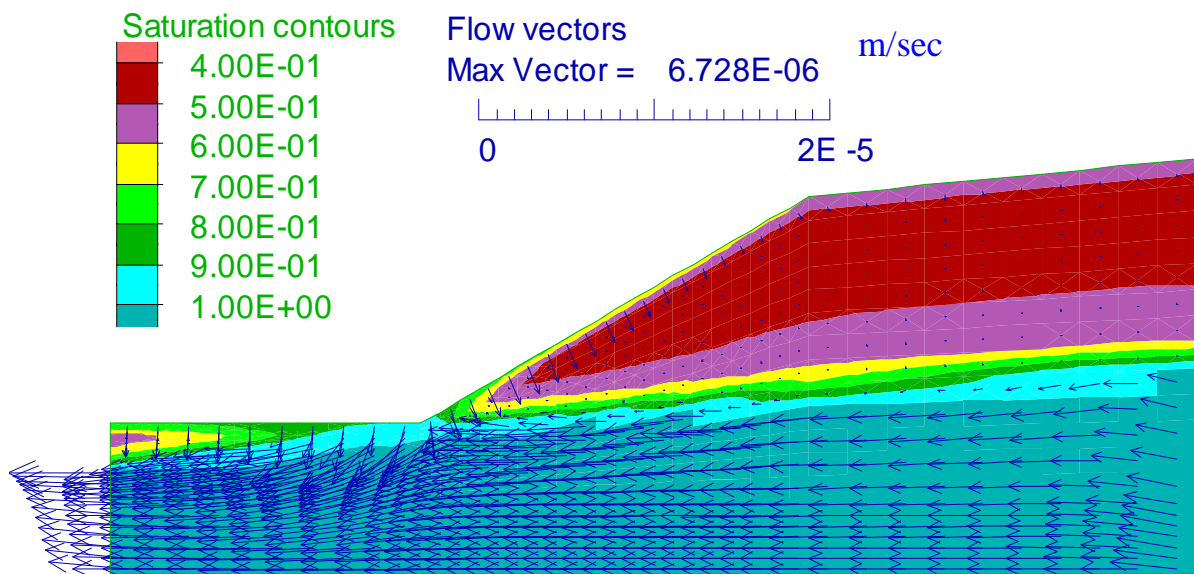 Saturation contours
4.00E-01
5.00E-01
6.00E-01
7.00E-01
8.00E-01
9.00E-01
1.00E+00
Flow vectors
m/sec
Max Vector = 6.728E-06
0 2E -5